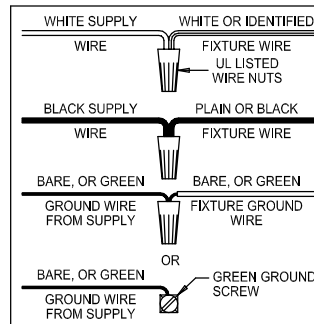 WHITE SUPPLY WIRE
WHITE OR IDENTIFIED FIXTURE WIRE
UL LISTED
WIRE NUTS
BLACK SUPPLY WIRE
PLAIN OR BLACK FIXTURE WIRE
BARE, OR GREEN
GROUND WIRE
FROM SUPPLY
BARE, OR GREEN
FIXTURE GROUND
WIRE
OR
BARE, OR GREEN
GROUND WIRE
FROM SUPPLY
GREEN GROUND
SCREW